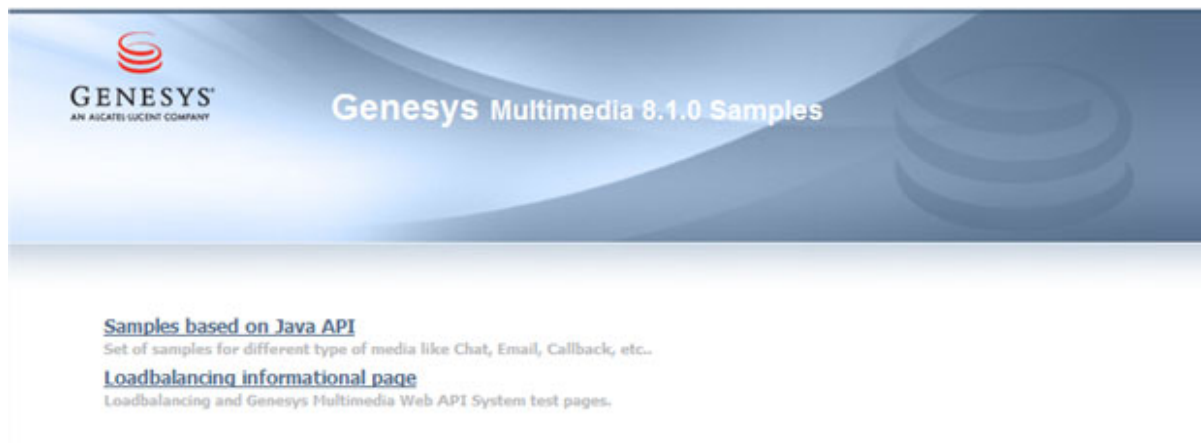 GENESYS
AN ALCATEL-LUCENT COMPANY
Genesys Multimedia 8.1.0 Samples
Samples based on Java API
Set of samples for different type of media like Chat, Email, Callback, etc..
Loadbalancing informational page
Loadbalancing and Genesys Multimedia Web API System test pages.